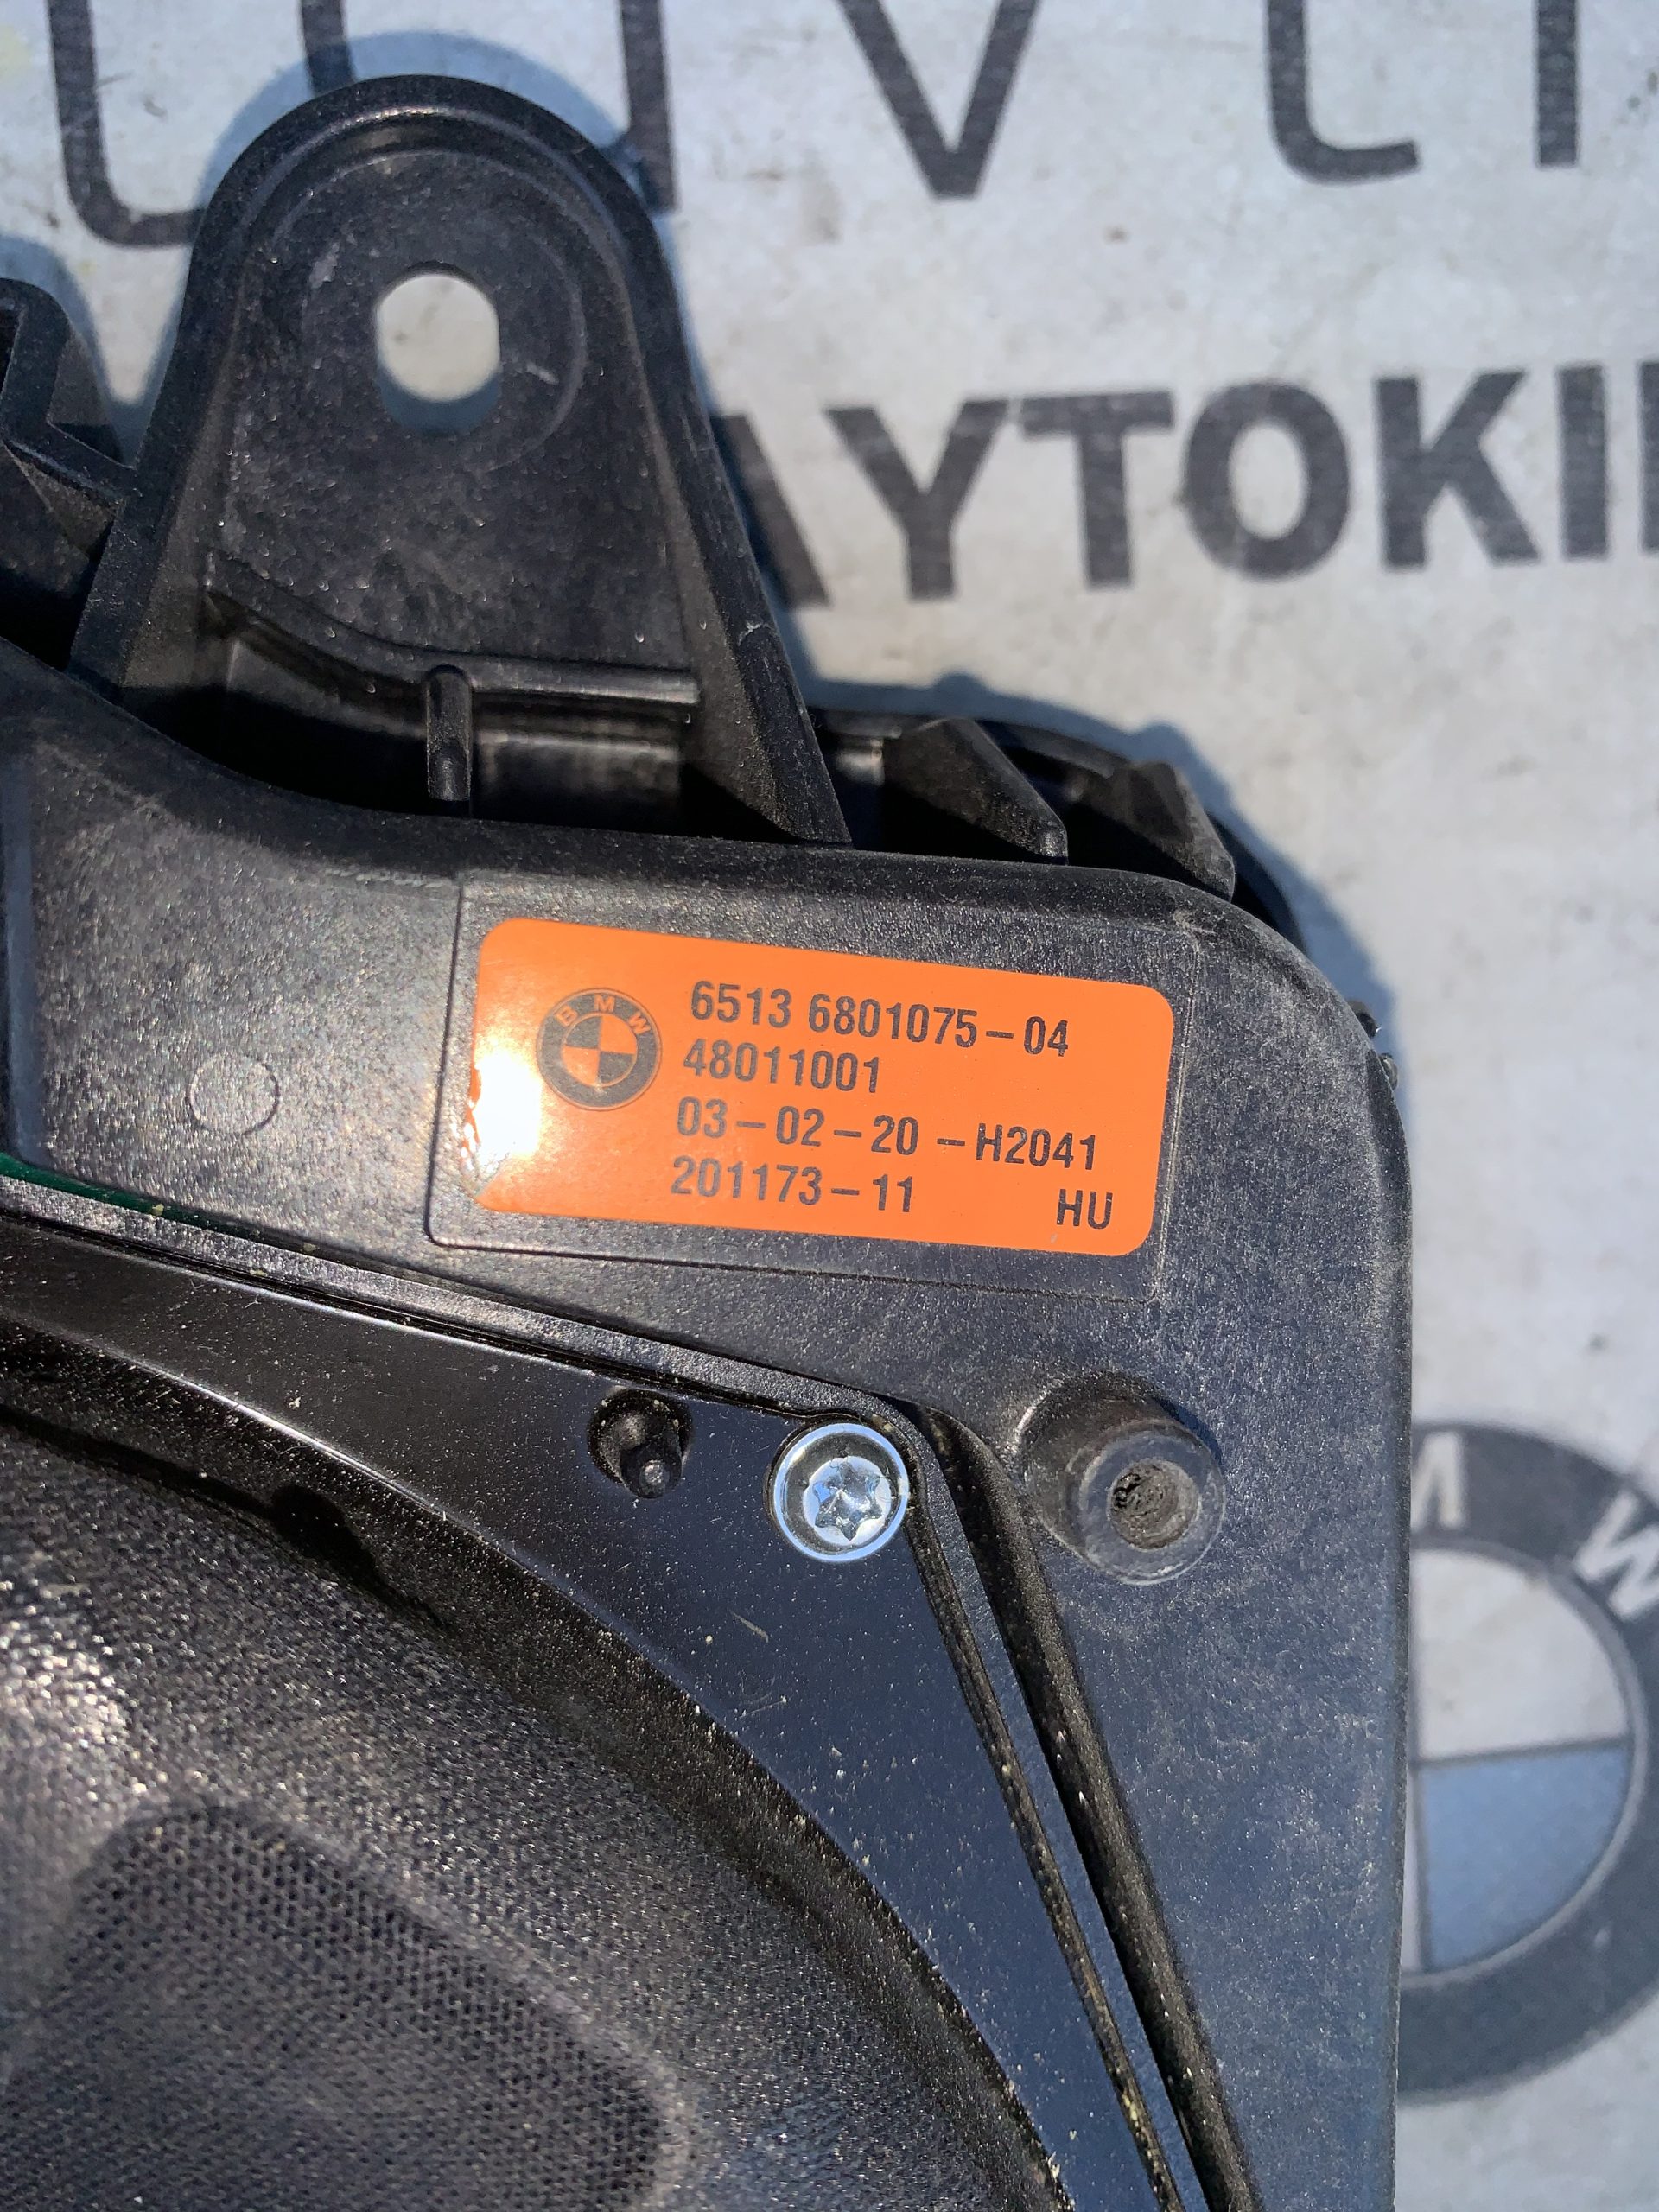 AYTOKI
BMW
6513 6801075-04
48011001
03-02-20-H2041
201173-11 HU
M W